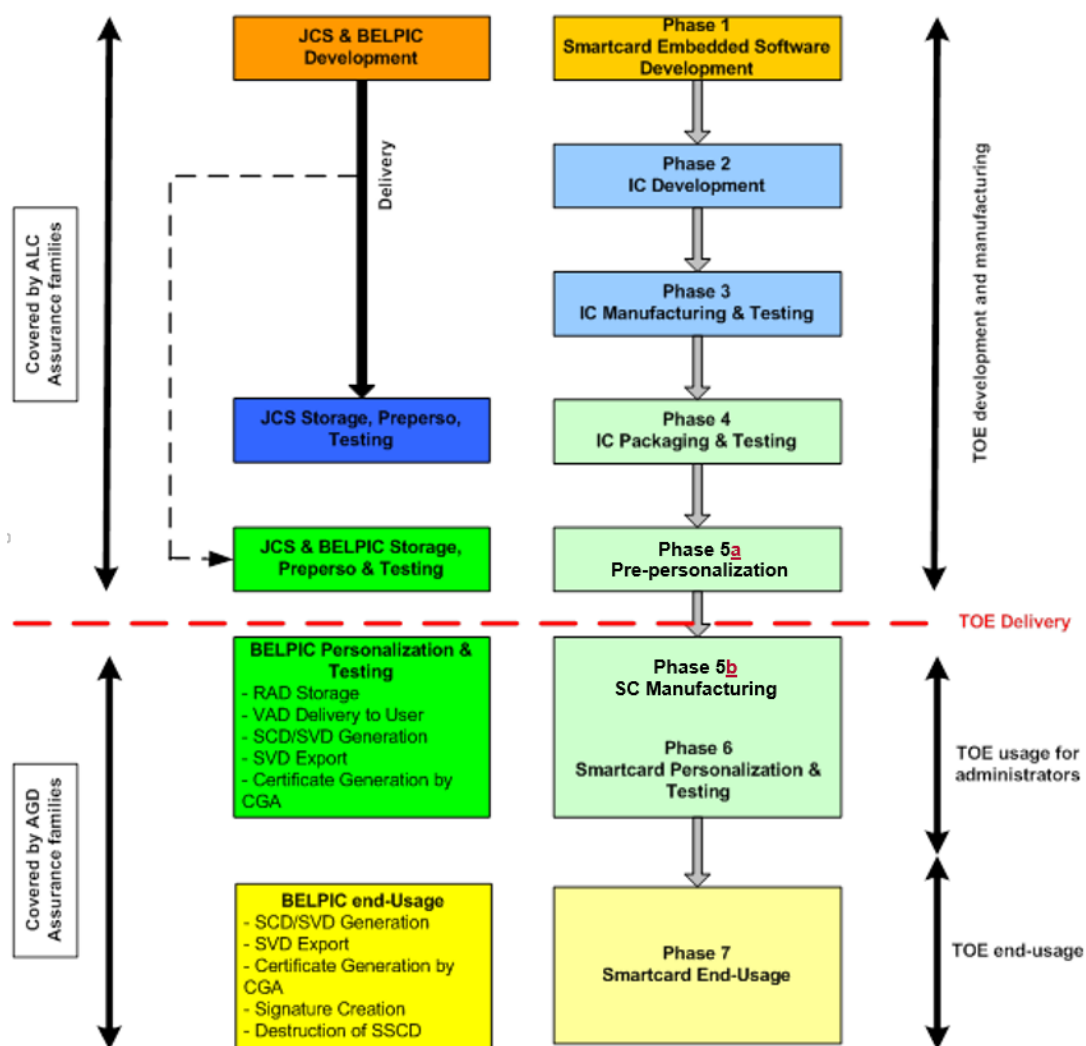 JCS & BELPIC
Development
Phase 1
Smartcard Embedded Software
Development
Delivery
Phase 2
IC Development
Covered by ALC
Assurance families
TOE development and manufacturing
Phase 3
IC Manufacturing & Testing
JCS Storage, Preperso,
Testing
Phase 4
IC Packaging & Testing
JCS & BELPIC Storage,
Preperso & Testing
Phase 5a
Pre-personalization
TOE Delivery
BELPIC Personalization &
Testing
- RAD Storage
- VAD Delivery to User
- SCD/SVD Generation
- SVD Export
- Certificate Generation by
CGA
Phase 5b
SC Manufacturing
Phase 6
Smartcard Personalization &
Testing
TOE usage for
administrators
Covered by AGD
Assurance families
BELPIC end-Usage
- SCD/SVD Generation
- SVD Export
- Certificate Generation by
CGA
- Signature Creation
- Destruction of SSCD
Phase 7
Smartcard End-Usage
TOE end-usage